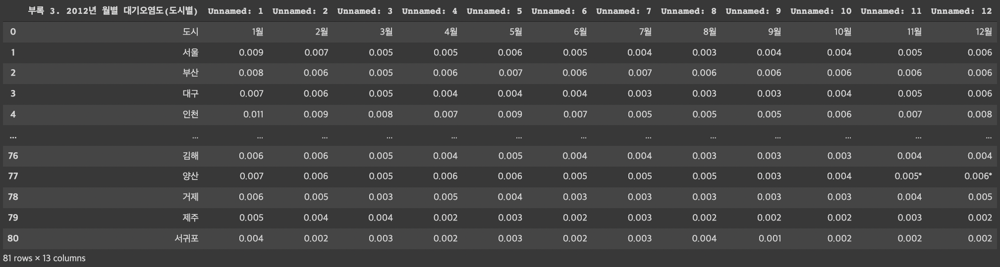 부록 3. 2012년 월별 대기오염도(도시별) Unnamed: 1 Unnamed: 2 Unnamed: 3 Unnamed: 4 Unnamed: 5 Unnamed: 6 Unnamed: 7 Unnamed: 8 Unnamed: 9 Unnamed: 10 Unnamed: 11 Unnamed: 12
0 도시 1월 2월 3월 4월 5월 6월 7월 8월 9월 10월 11월 12월
1 서울 0.009 0.007 0.005 0.005 0.006 0.005 0.004 0.003 0.004 0.004 0.005 0.006
2 부산 0.008 0.006 0.005 0.006 0.007 0.006 0.007 0.006 0.006 0.006 0.006 0.006
3 대구 0.007 0.006 0.005 0.004 0.004 0.004 0.003 0.003 0.003 0.004 0.005 0.006
4 인천 0.011 0.009 0.008 0.007 0.009 0.007 0.005 0.005 0.005 0.006 0.007 0.008
... ... ... ... ... ... ... ... ... ... ... ... ... ...
76 김해 0.006 0.006 0.005 0.004 0.005 0.004 0.004 0.003 0.003 0.003 0.004 0.004
77 양산 0.007 0.006 0.005 0.006 0.006 0.005 0.005 0.005 0.003 0.004 0.005* 0.006*
78 거제 0.006 0.005 0.003 0.005 0.004 0.003 0.003 0.003 0.003 0.003 0.004 0.005
79 제주 0.005 0.004 0.004 0.002 0.003 0.002 0.003 0.002 0.002 0.002 0.003 0.002
80 서귀포 0.004 0.002 0.003 0.002 0.003 0.002 0.003 0.004 0.001 0.002 0.002 0.002
81 rows × 13 columns